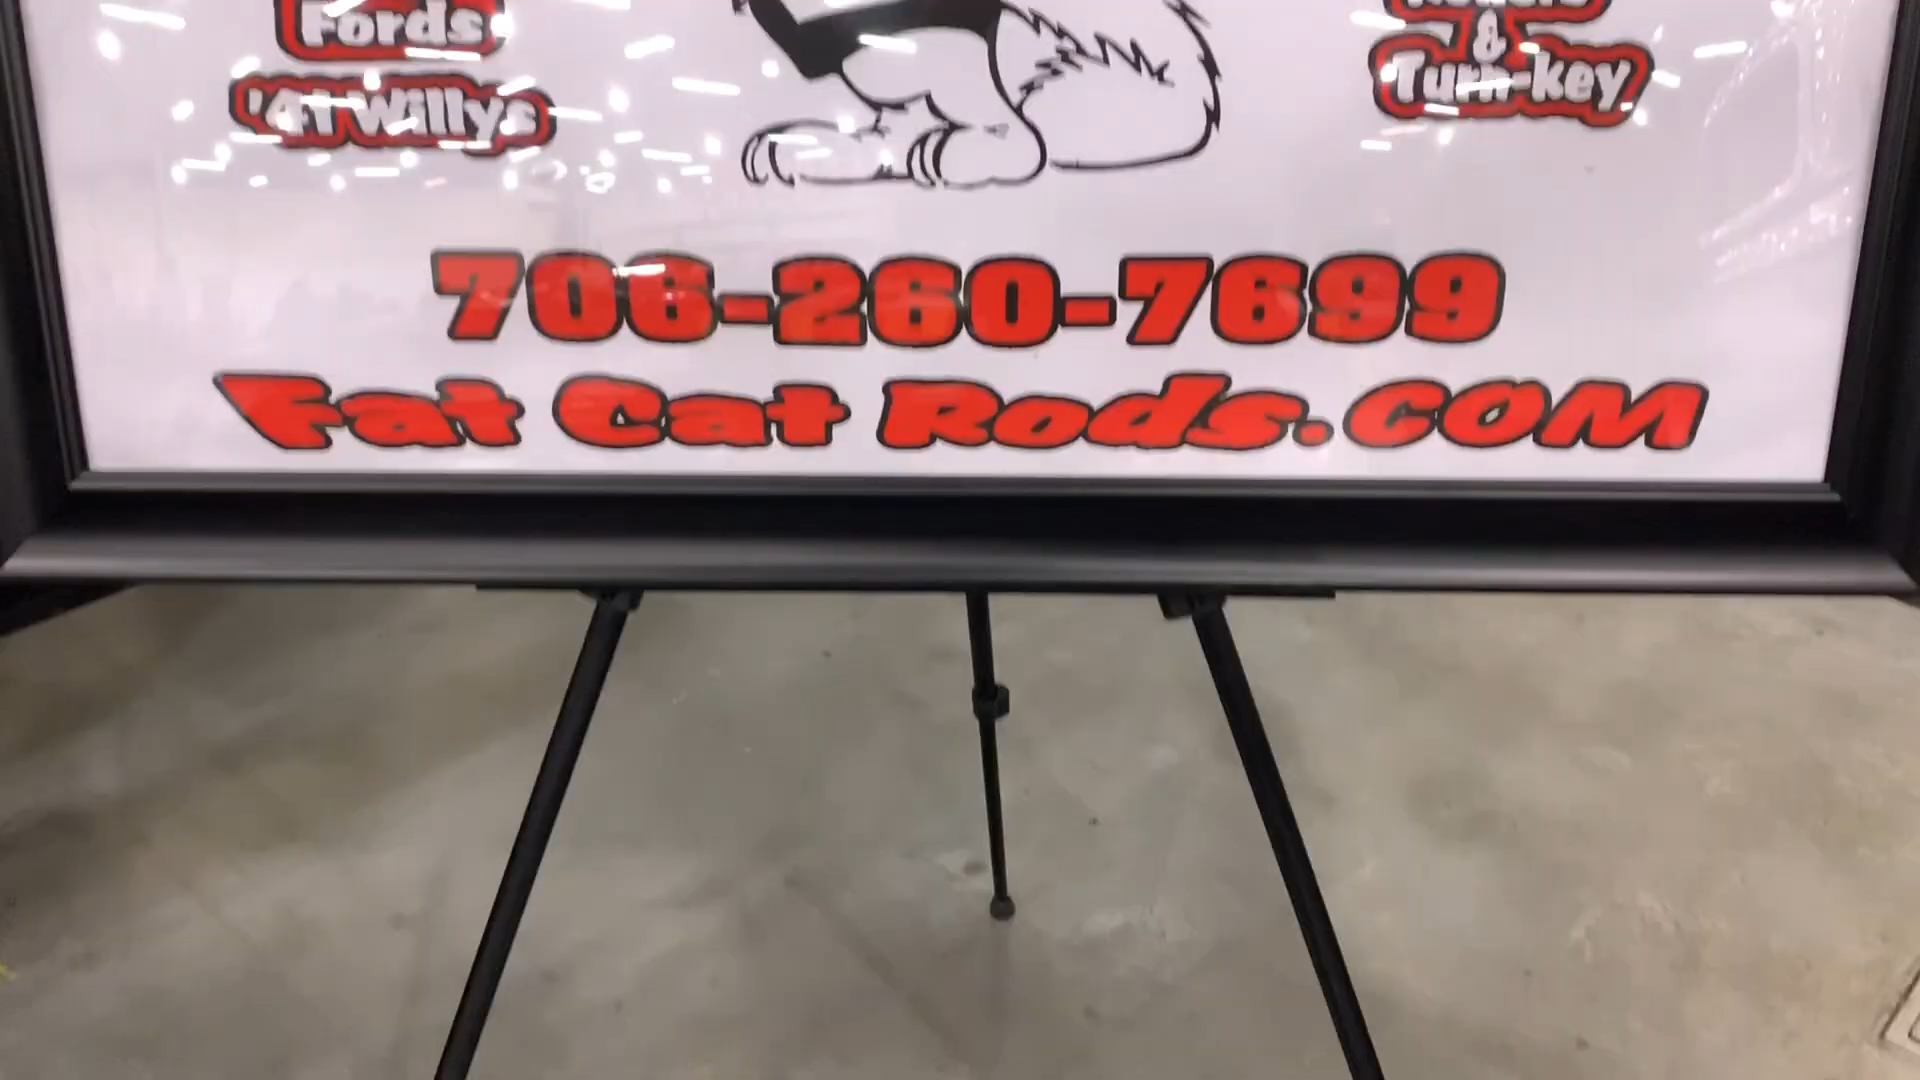 Fords
'41 Willys
&
Turn-key
706-260-7699
Fat Cat Rods.COM